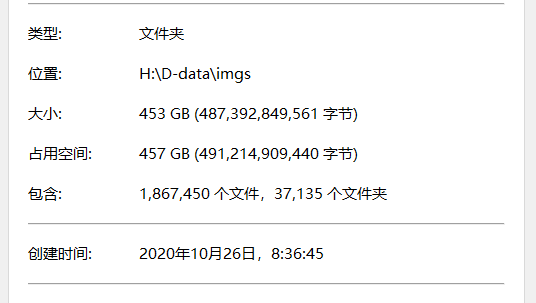 类型: 文件夹
位置: H:\D-data\imgs
大小: 453 GB (487,392,849,561 字节)
占用空间: 457 GB (491,214,909,440 字节)
包含: 1,867,450 个文件，37,135 个文件夹
创建时间: 2020年10月26日，8:36:45